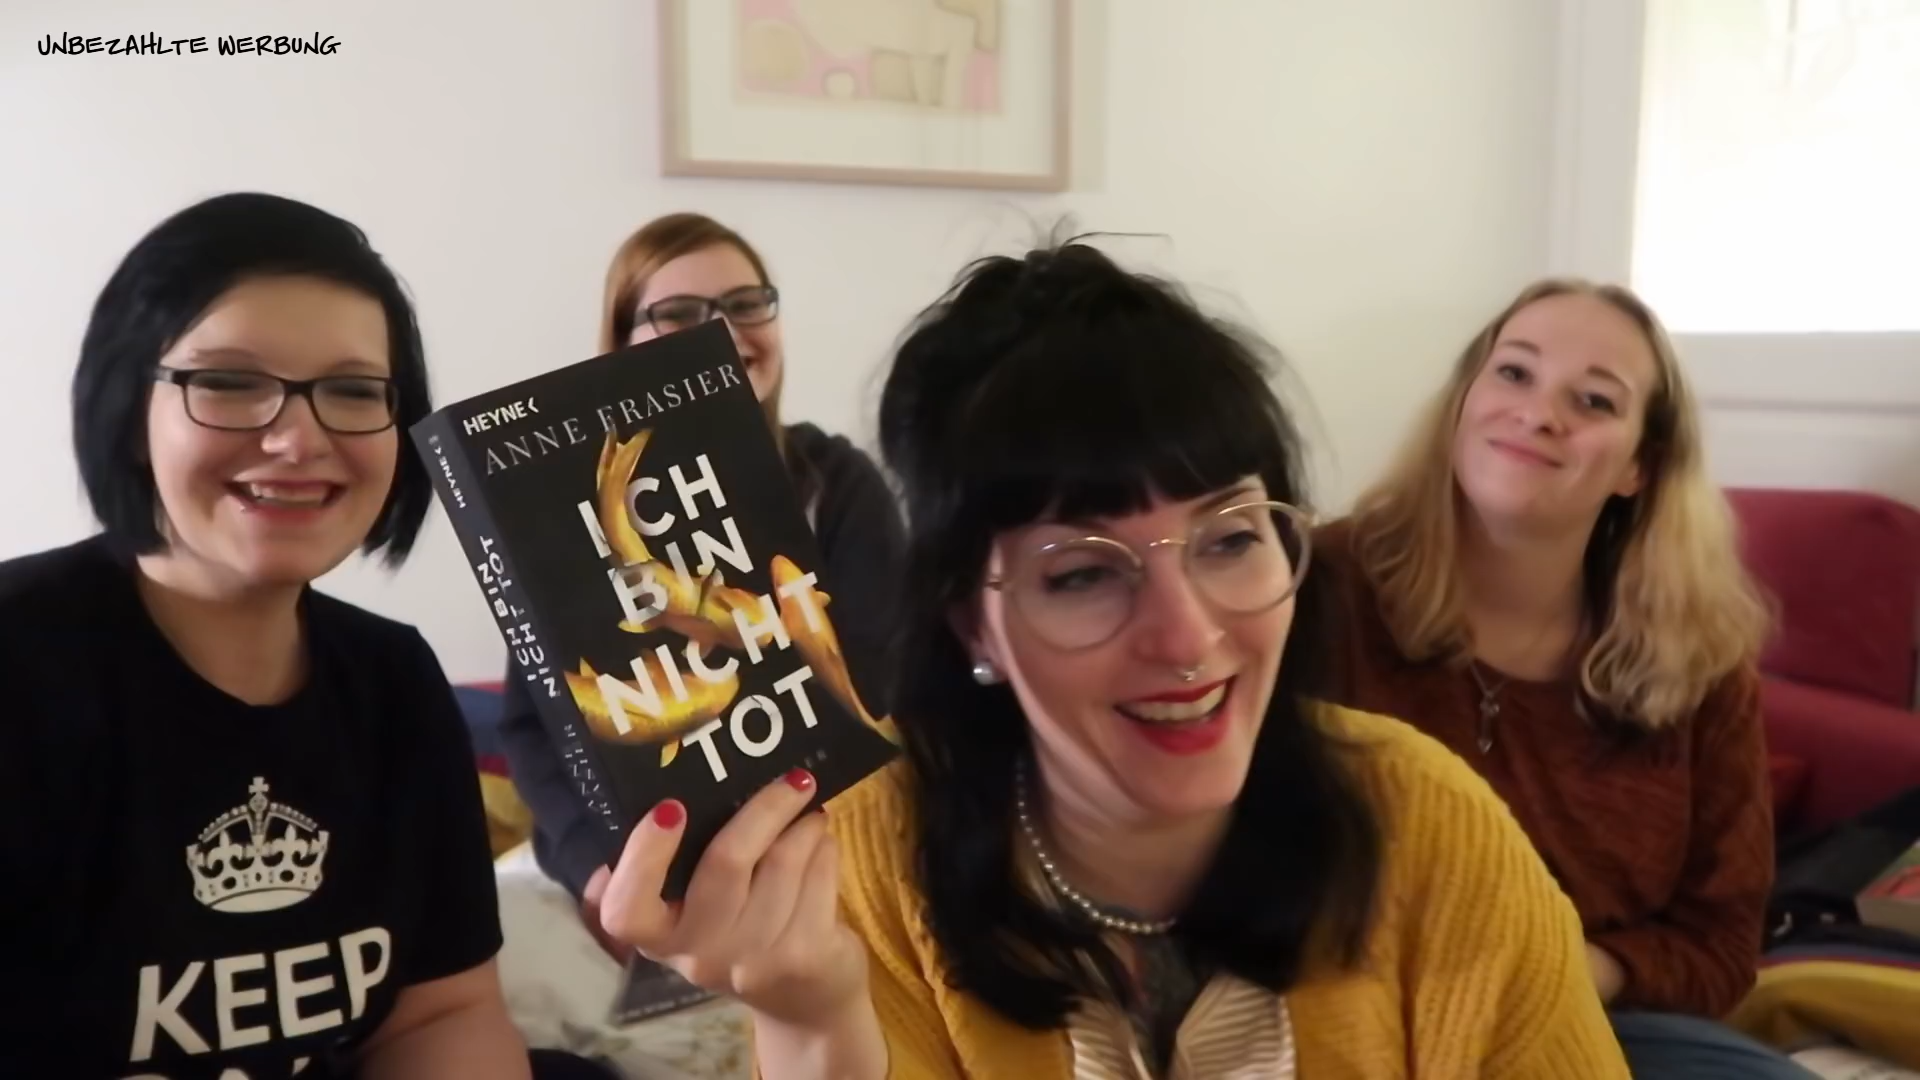 UNBEZAHLTE WERBUNG
HEYNE<
ANNE FRASIER
ICH
BIN
NICHT
TOT
HEYNE<
ICH BIN
NICHT TOT
KEEP